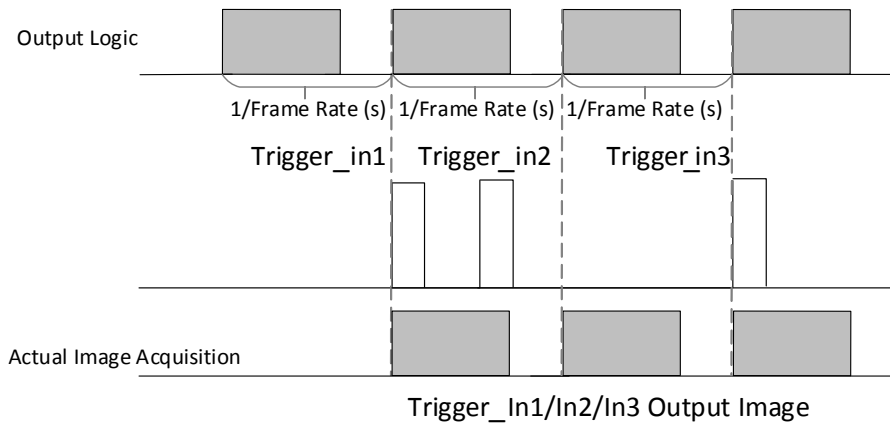 Output Logic
1/Frame Rate (s) 1/Frame Rate (s) 1/Frame Rate (s)
Trigger_in1 Trigger_in2 Trigger_in3
Actual Image Acquisition
Trigger_In1/In2/In3 Output Image